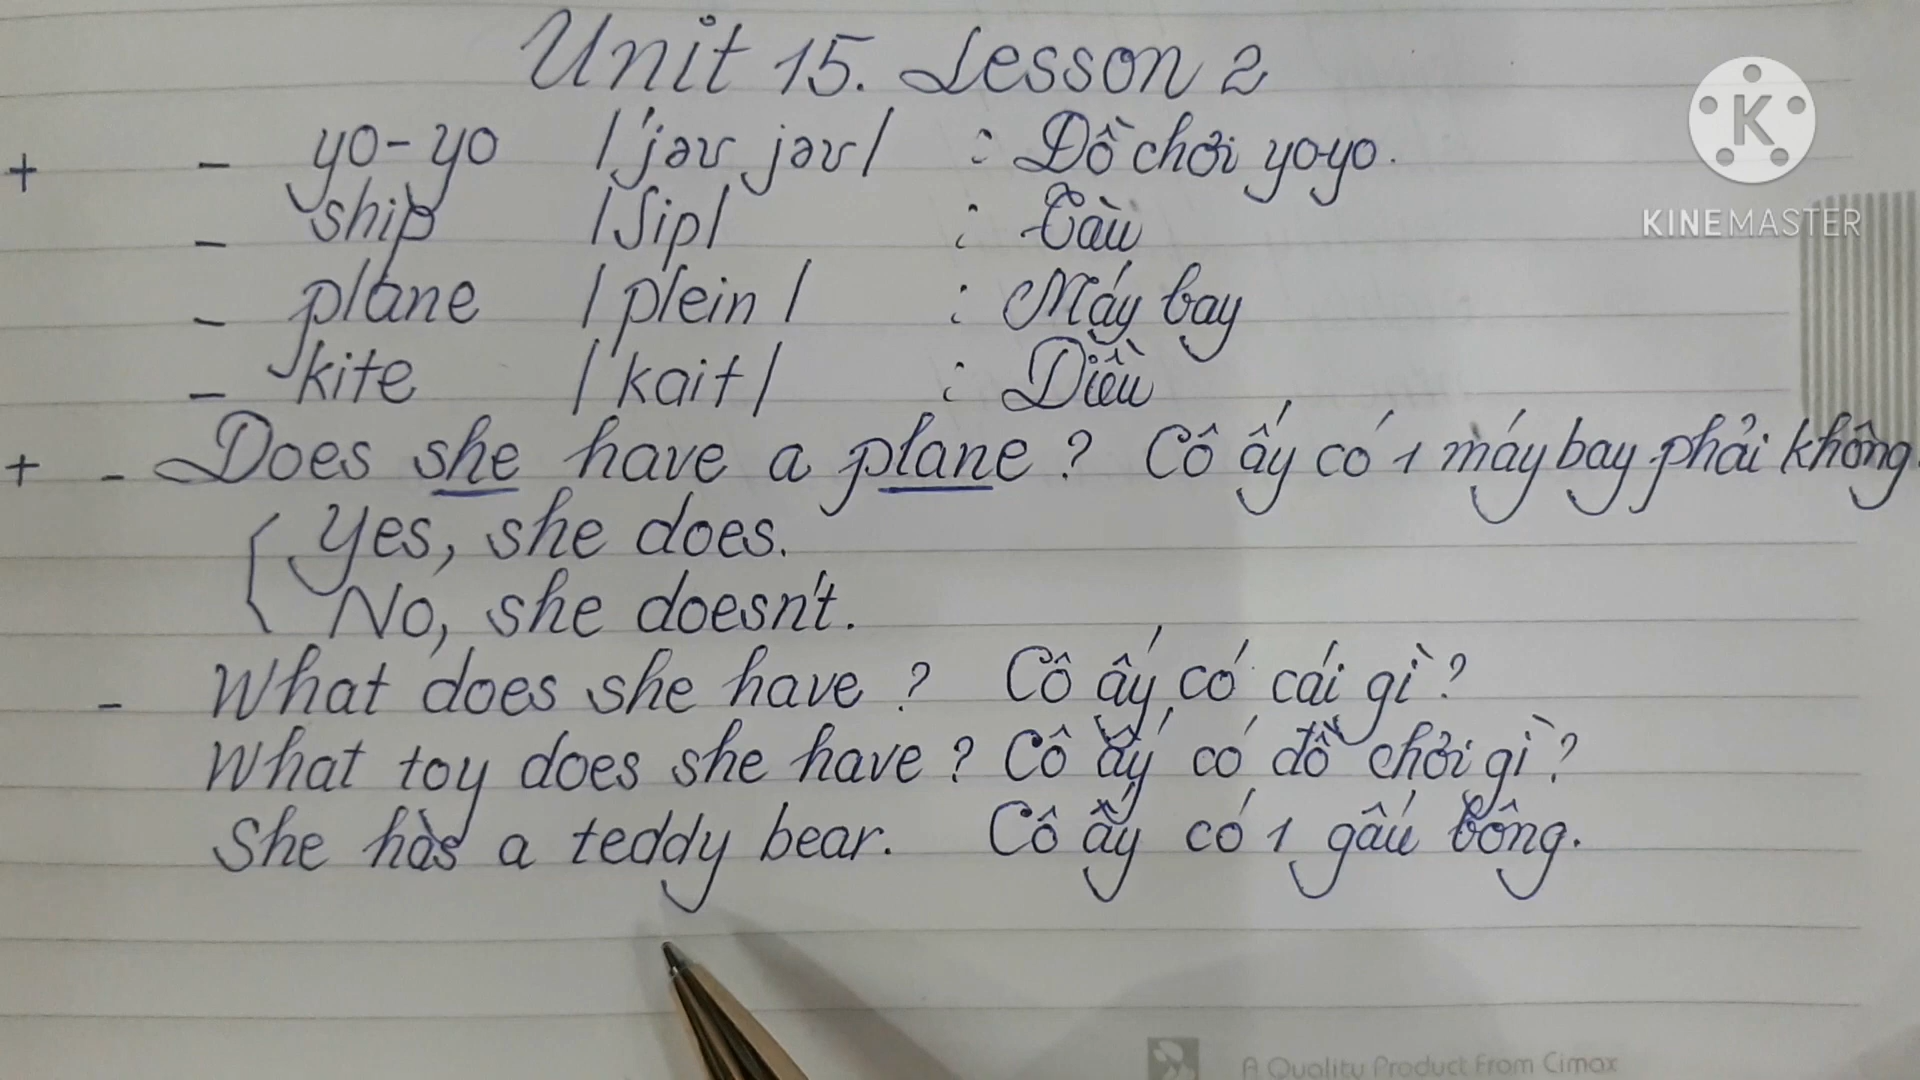 Unit 15. Lesson 2
+ - yo-yo /'jəʊ jəʊ/ : Đồ chơi yoyo.
- ship /ʃip/ : Tàu
- plane /plein/ : Máy bay
- kite /kait/ : Diều
+ - Does she have a plane? Cô ấy có 1 máy bay phải không.
Yes, she does.
No, she doesn't.
- What does she have? Cô ấy có cái gì?
What toy does she have? Cô ấy có đồ chơi gì?
She has a teddy bear. Cô ấy có 1 gấu bông.
K
KINEMASTER
A Quality Product From Cimax